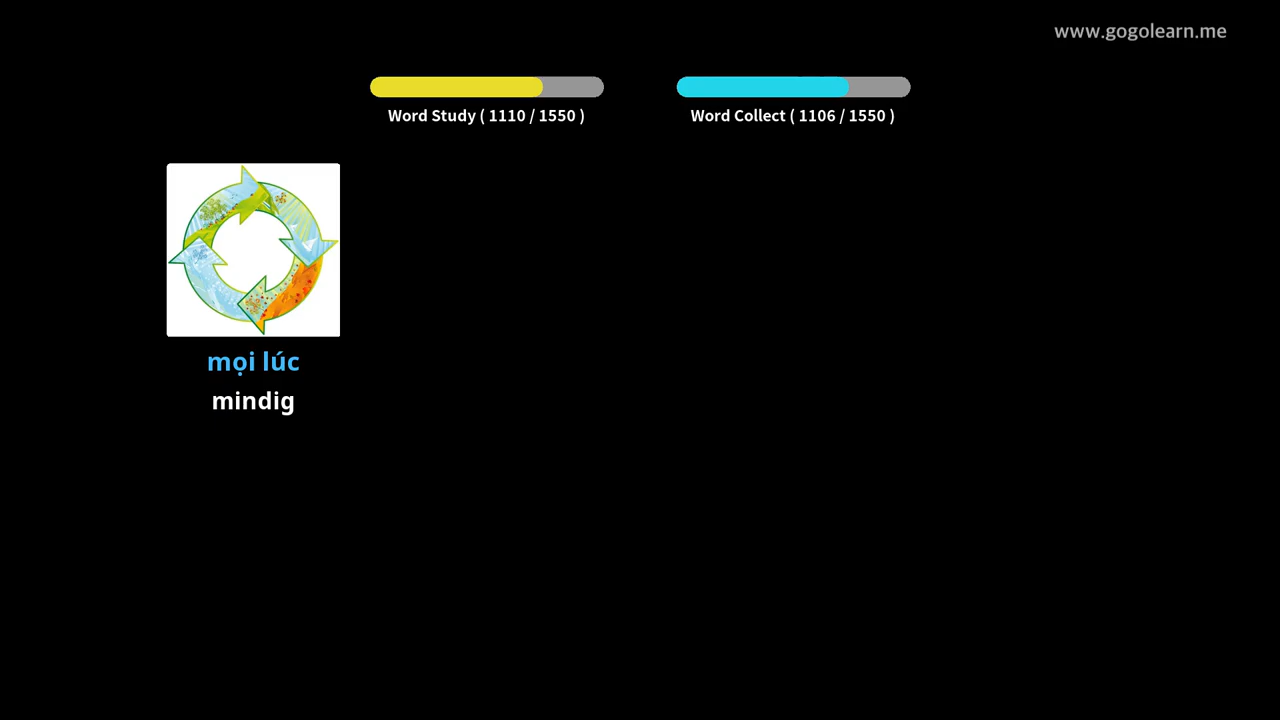 www.gogolearn.me
Word Study ( 1110 / 1550 )
Word Collect ( 1106 / 1550 )
mọi lúc
mindig